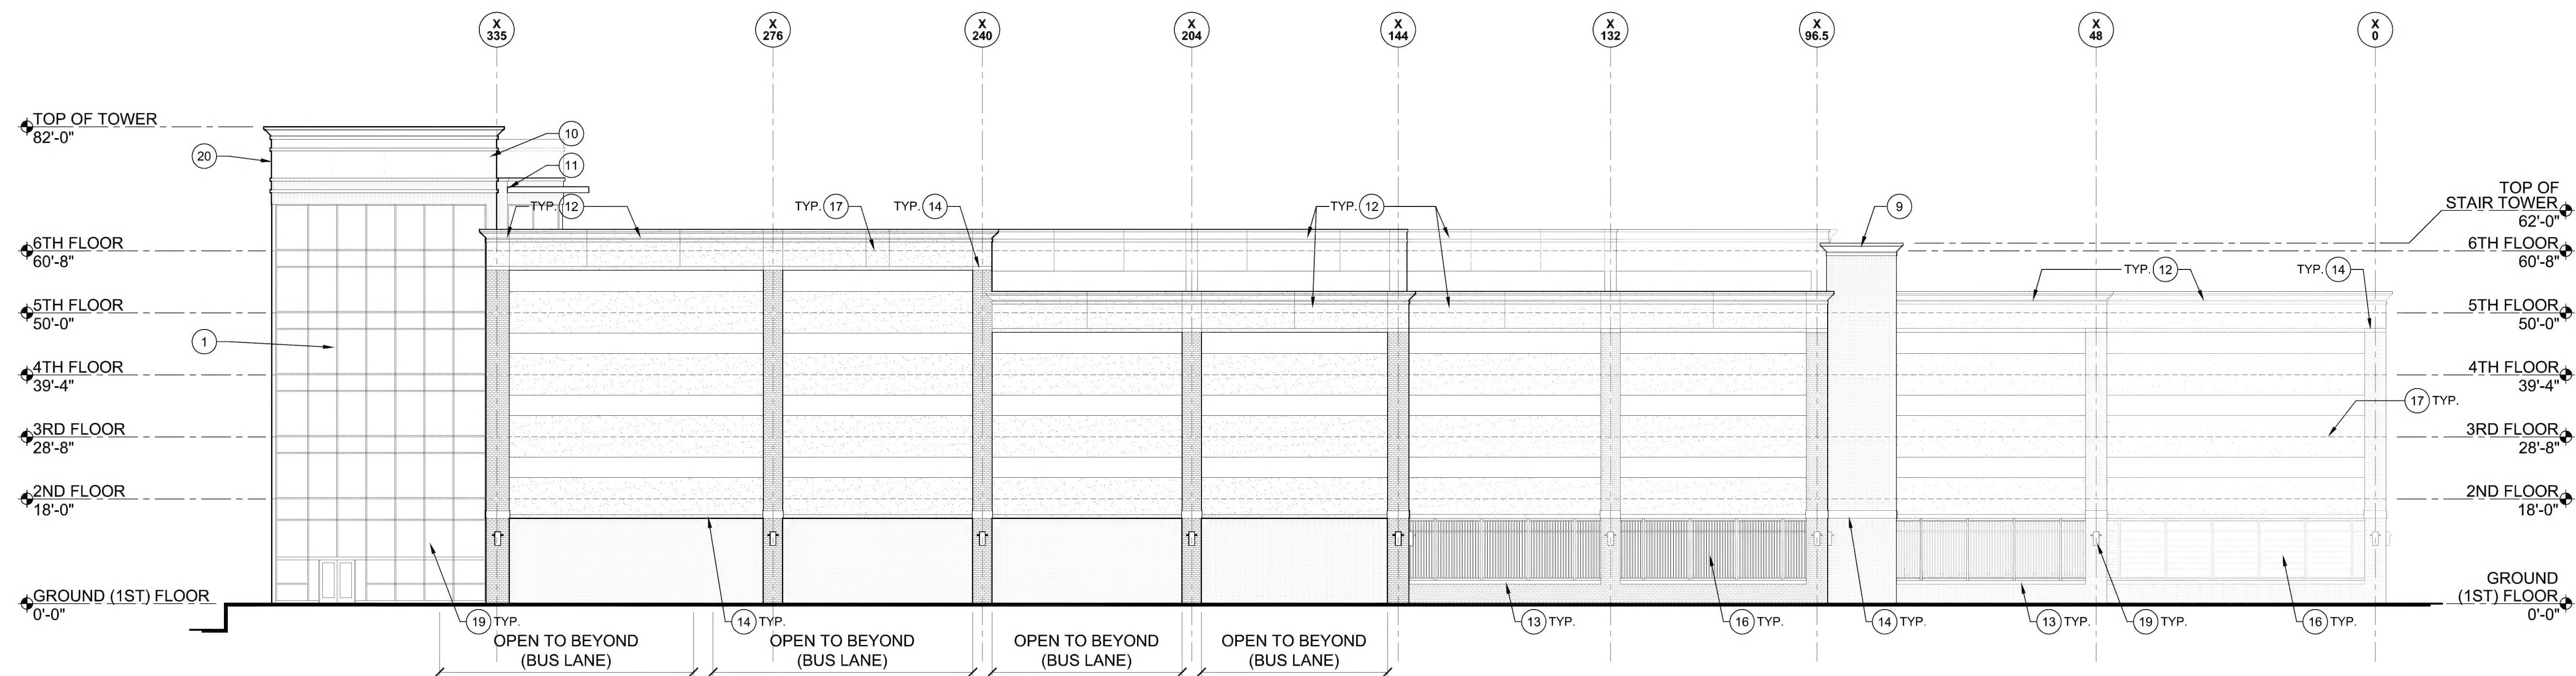 X
335
X
276
X
240
X
204
X
144
X
132
X
96.5
X
48
X
0
TOP OF TOWER
82'-0"
10
20
11
TOP OF
STAIR TOWER
62'-0"
TYP. 12
TYP. 17
TYP. 14
TYP. 12
9
6TH FLOOR
60'-8"
6TH FLOOR
60'-8"
TYP. 12
TYP. 14
5TH FLOOR
50'-0"
5TH FLOOR
50'-0"
1
4TH FLOOR
39'-4"
4TH FLOOR
39'-4"
17 TYP.
3RD FLOOR
28'-8"
3RD FLOOR
28'-8"
2ND FLOOR
18'-0"
2ND FLOOR
18'-0"
GROUND (1ST) FLOOR
0'-0"
GROUND
(1ST) FLOOR
0'-0"
19 TYP.
14 TYP.
13 TYP.
16 TYP.
14 TYP.
13 TYP.
19 TYP.
16 TYP.
OPEN TO BEYOND
(BUS LANE)
OPEN TO BEYOND
(BUS LANE)
OPEN TO BEYOND
(BUS LANE)
OPEN TO BEYOND
(BUS LANE)